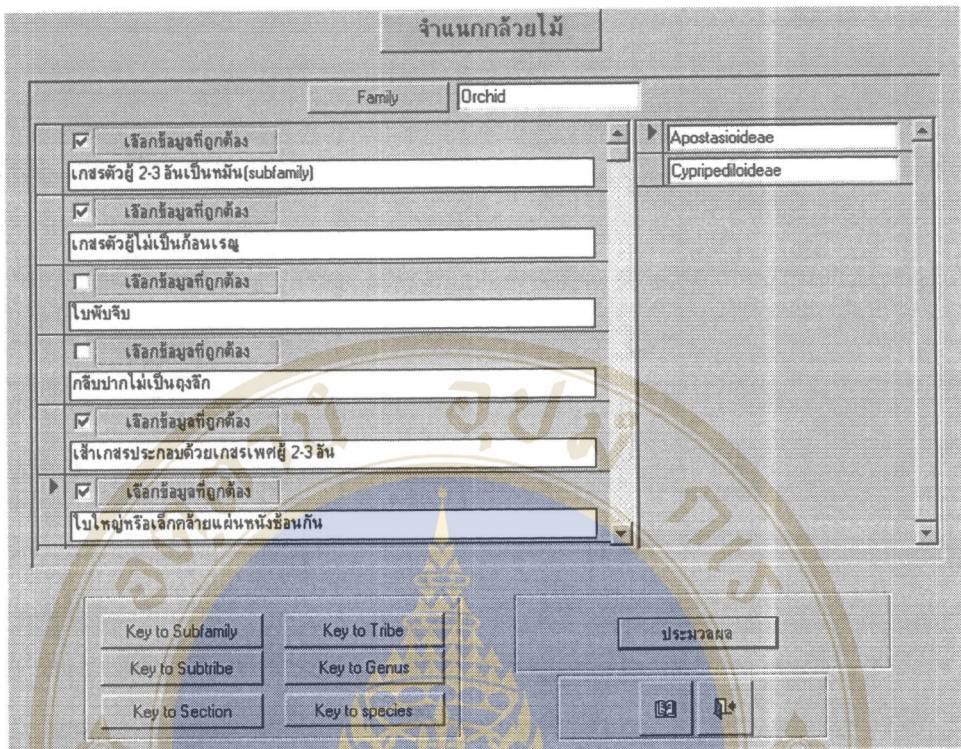 จำแนกกล้วยไม้
Family Orchid
เลือกข้อมูลที่ถูกต้อง
เกสรตัวผู้ 2-3 อันเป็นหมัน(subfamily)
เลือกข้อมูลที่ถูกต้อง
เกสรตัวผู้ไม่เป็นก้อนเรณู
เลือกข้อมูลที่ถูกต้อง
ใบพับจีบ
เลือกข้อมูลที่ถูกต้อง
กลีบปากไม่เป็นถุงลึก
เลือกข้อมูลที่ถูกต้อง
เส้าเกสรประกอบด้วยเกสรเพศผู้ 2-3 อัน
เลือกข้อมูลที่ถูกต้อง
ใบใหญ่หรือเล็กคล้ายแผ่นหนังซ้อนกัน
Apostasioideae
Cypripediloideae
Key to Subfamily
Key to Tribe
Key to Subtribe
Key to Genus
Key to Section
Key to species
ประมวลผล